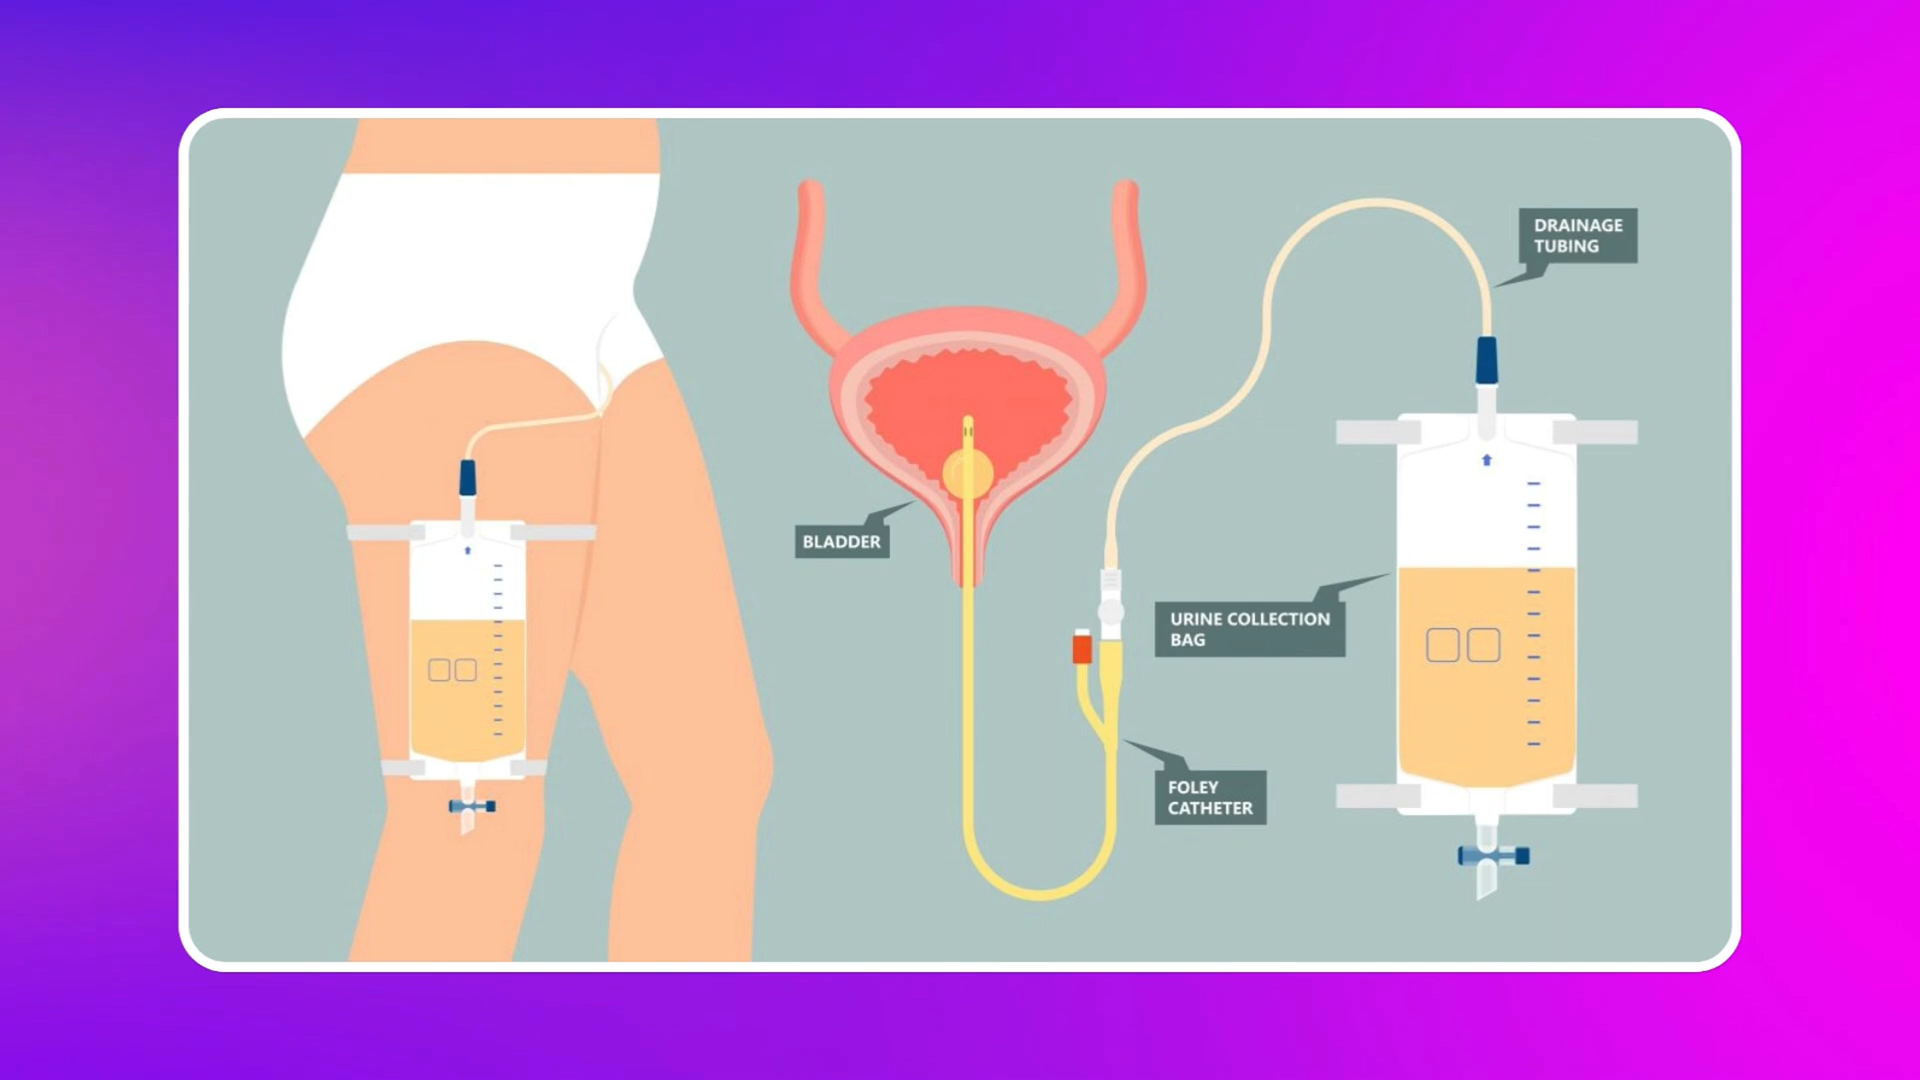 DRAINAGE
TUBING
BLADDER
URINE COLLECTION
BAG
FOLEY
CATHETER